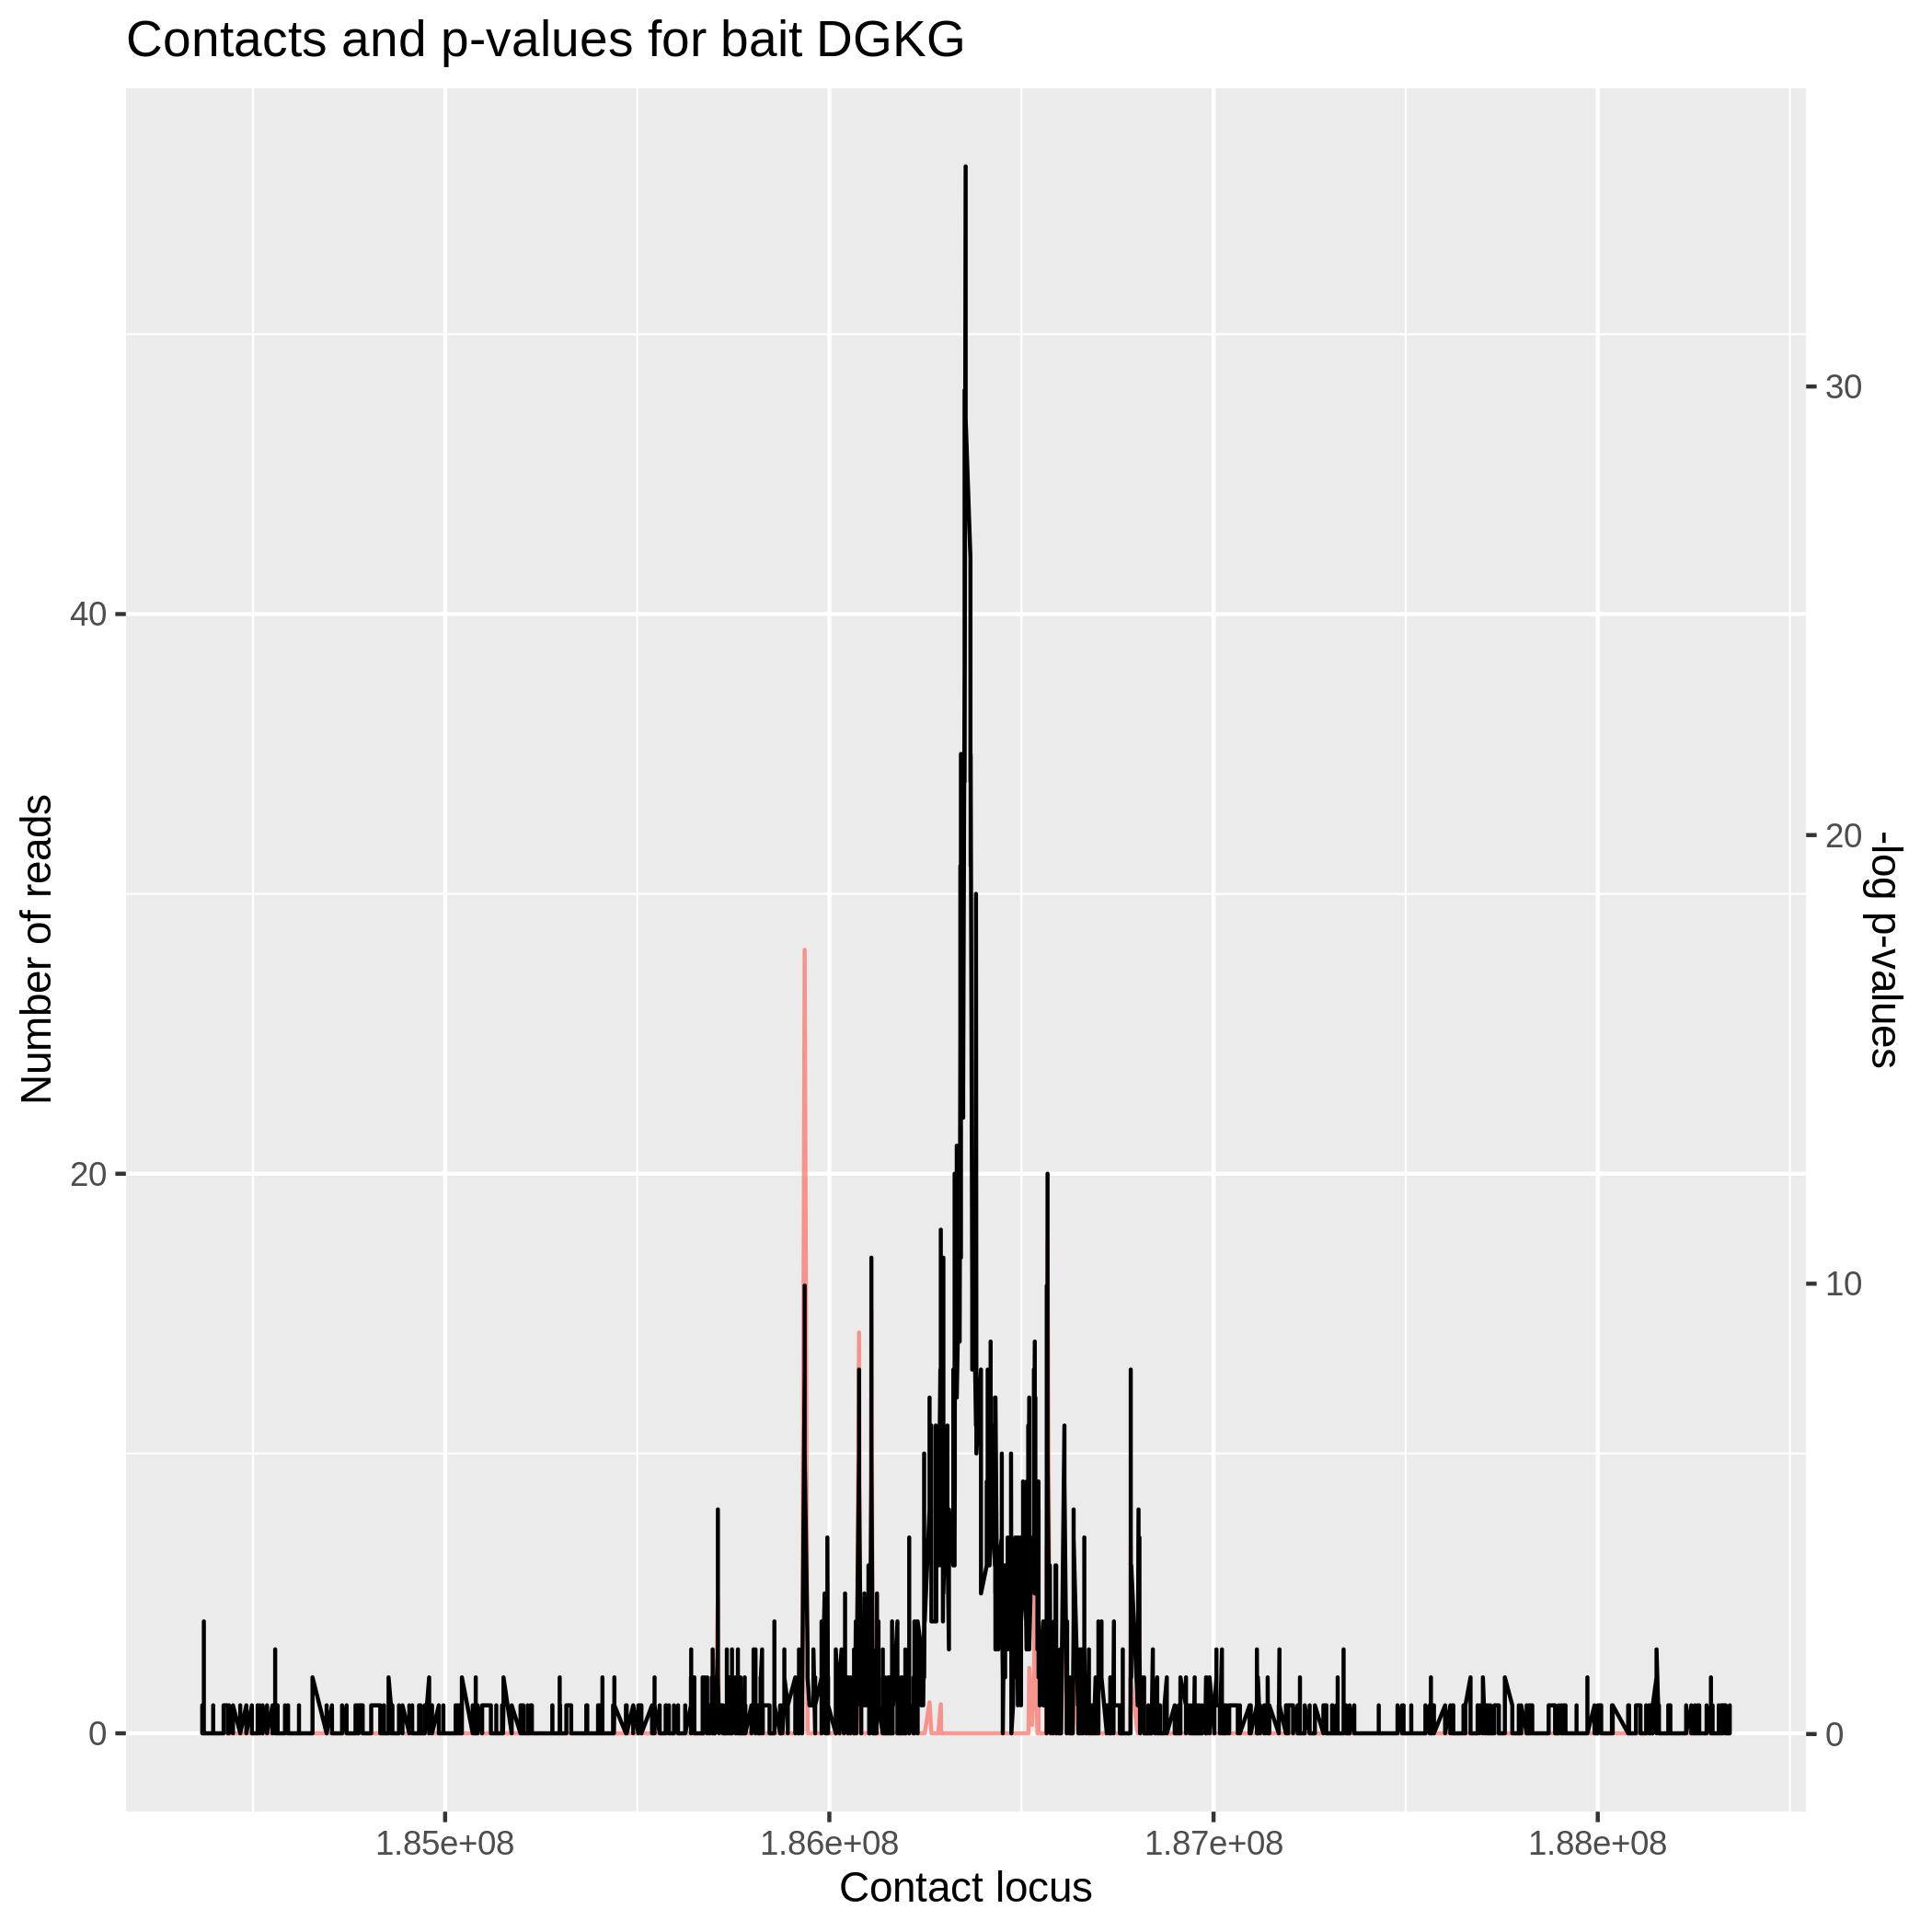 Contacts and p-values for bait DGKG
Number of reads
40
20
0
30
20
10
0
-log p-values
1.85e+08
1.86e+08
1.87e+08
1.88e+08
Contact locus